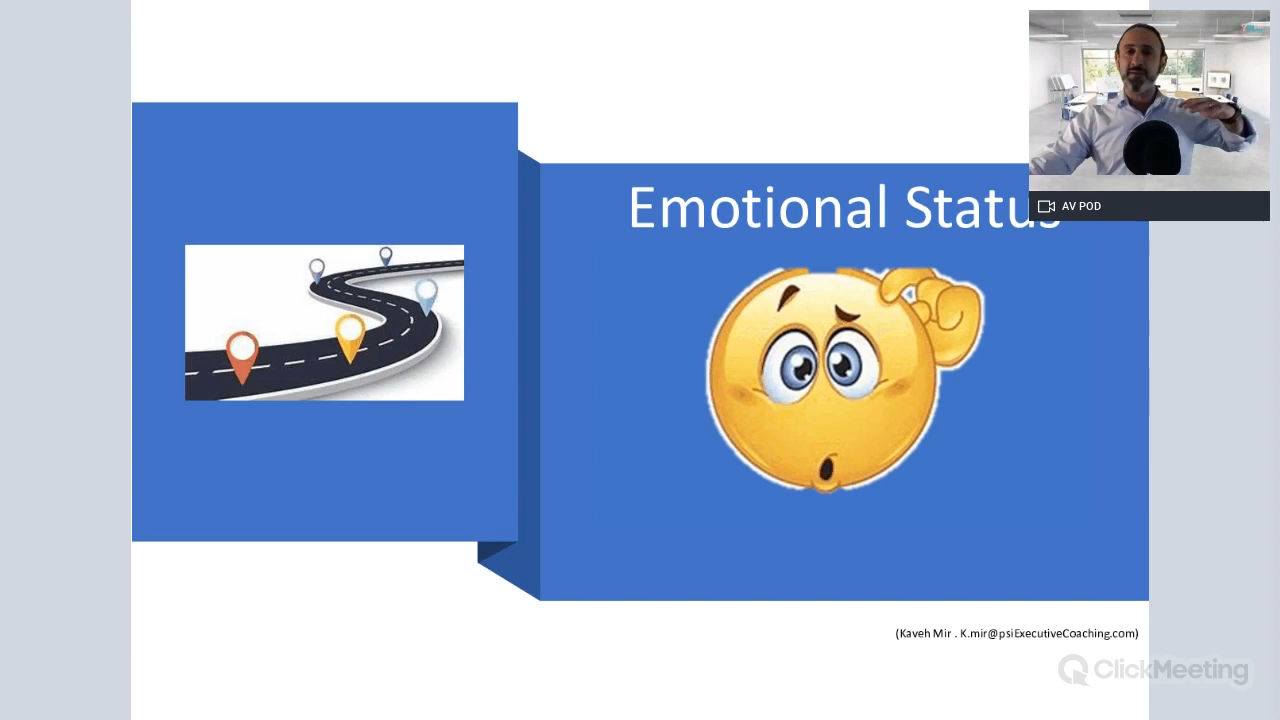 Emotional Status
AV POD
(Kaveh Mir . K.mir@psiExecutiveCoaching.com)
ClickMeeting